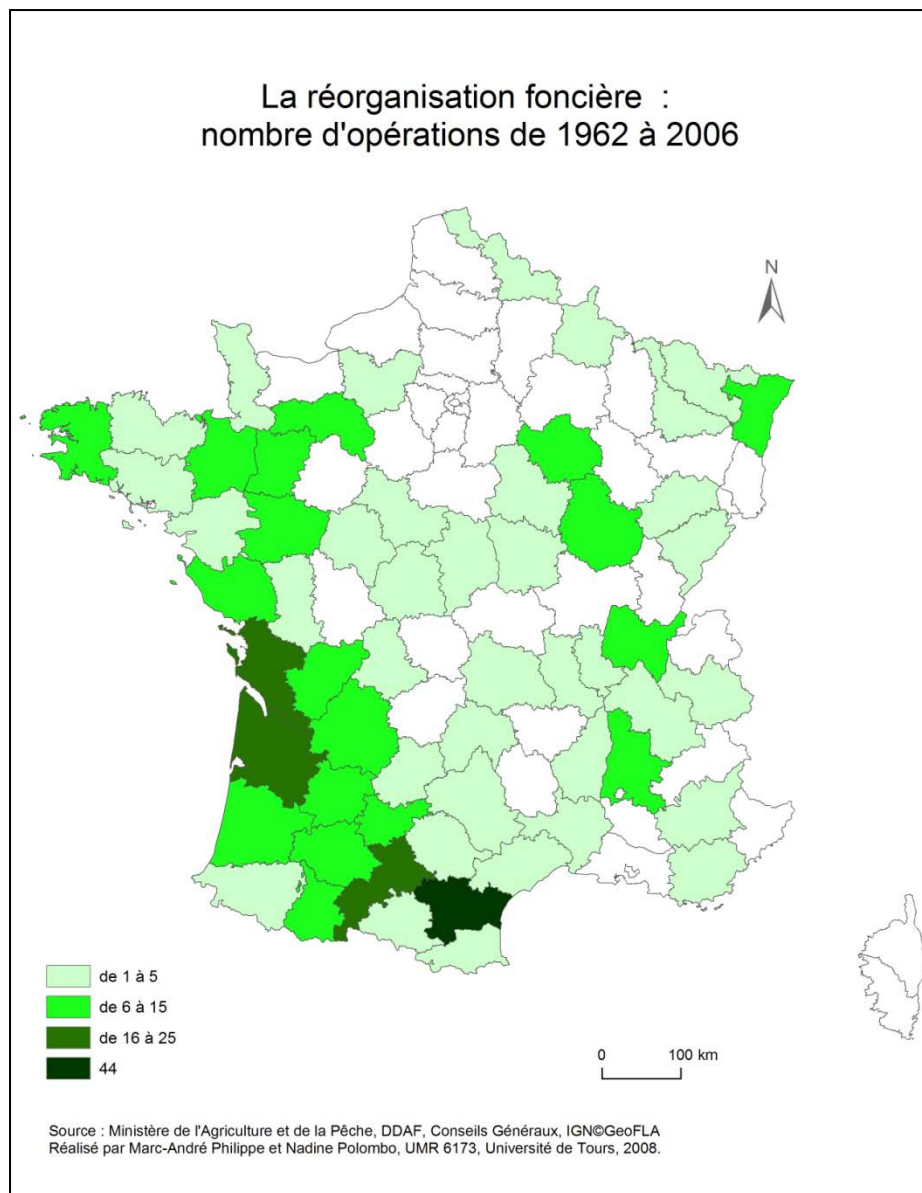 La réorganisation foncière :
nombre d'opérations de 1962 à 2006
N
de 1 à 5
de 6 à 15
de 16 à 25
44
0 100 km
Source : Ministère de l'Agriculture et de la Pêche, DDAF, Conseils Généraux, IGN©GeoFLA
Réalisé par Marc-André Philippe et Nadine Polombo, UMR 6173, Université de Tours, 2008.